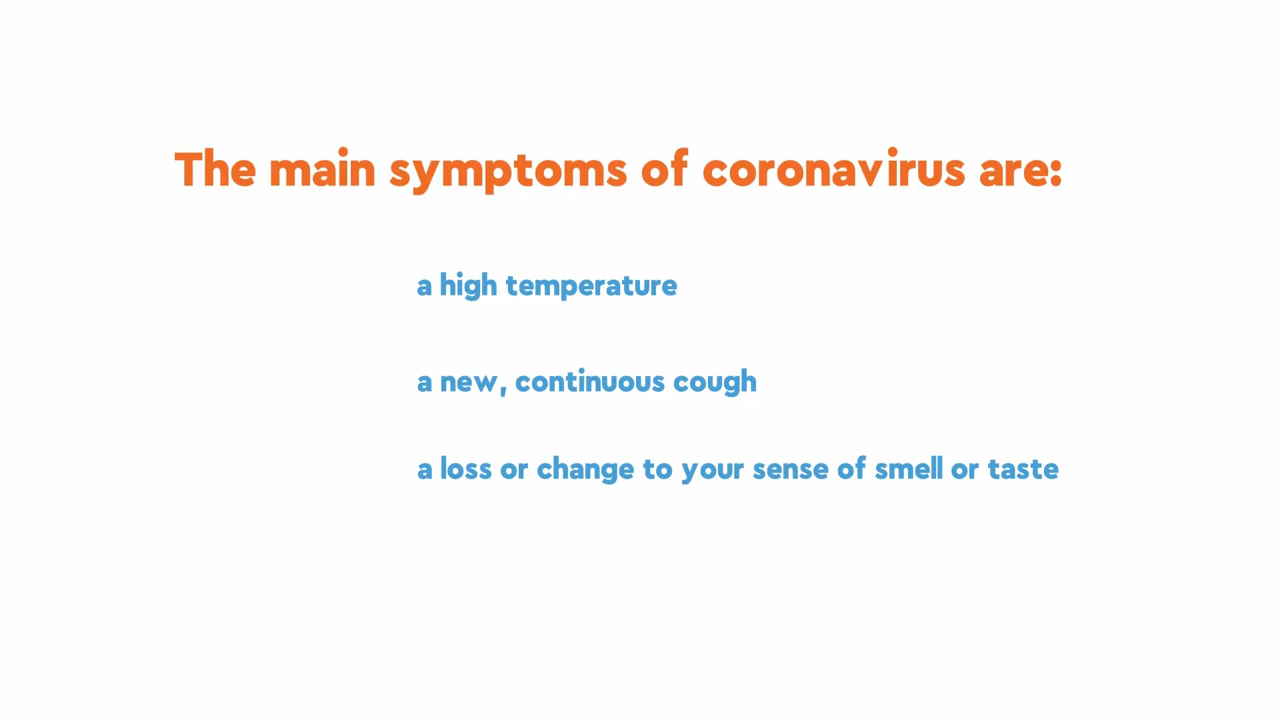 The main symptoms of coronavirus are:
a high temperature
a new, continuous cough
a loss or change to your sense of smell or taste